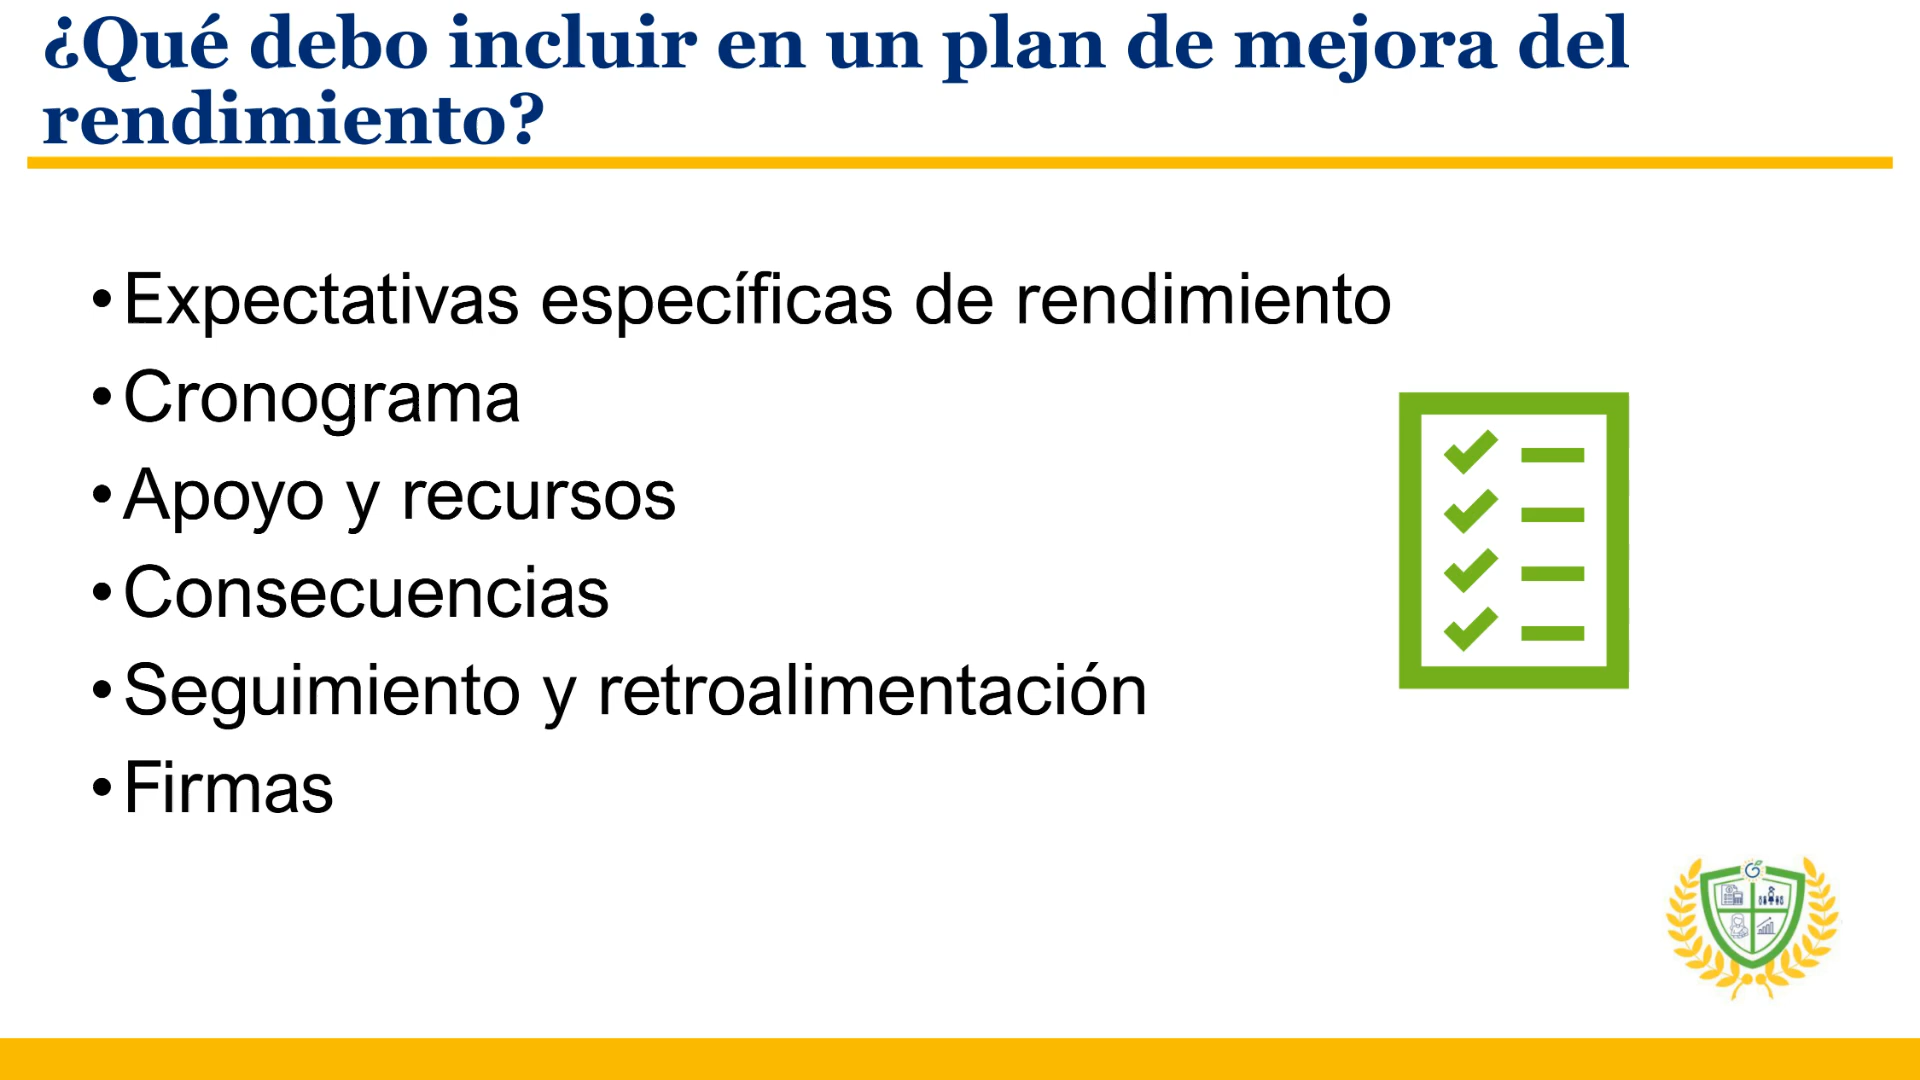 ¿Qué debo incluir en un plan de mejora del
rendimiento?
•Expectativas específicas de rendimiento
•Cronograma
•Apoyo y recursos
•Consecuencias
•Seguimiento y retroalimentación
•Firmas